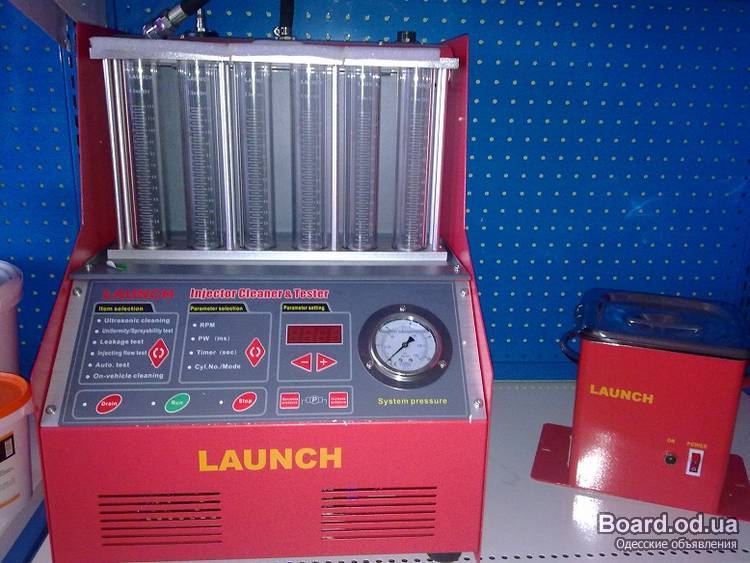 LAUNCH
LAUNCH Injector Cleaner & Tester
Item selection
• Ultrasonic cleaning
• Uniformity/Sprayability test
• Leakage test
• Injecting flow test
• Auto. test
• On-vehicle cleaning
Parameter selection
• RPM
• PW (ms)
• Timer (sec)
• Cyl.No./Mode
Parameter setting
− +
Drain
Run
Stop
P
System pressure
LAUNCH
LAUNCH
ON POWER
Board.od.ua
Одесские объявления